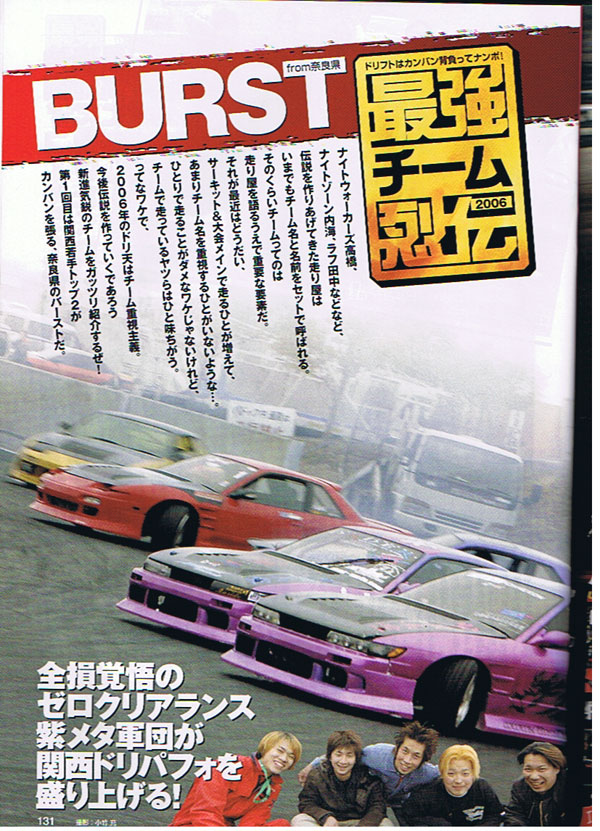 BURST
from奈良県
ドリフトはカンバン背負ってナンボ!
最強
チーム
2006
烈伝
ナイトウォーカーズ高橋、
ナイトゾーン内海、ラフ田中などなど、
伝説を作りあげてきた走り屋は
いまでもチーム名と名前をセットで呼ばれる。
そのくらいチームってのは
走り屋を語るうえで重要な要素だ。
それが最近はどうだい、
サーキット&大会メインで走るひとが増えて、
あまりチーム名を重視するひとがいないような…。
ひとりで走ることがダメなワケじゃないけれど、
チームで走っているヤツらはひと味ちがう。
ってなワケで、
2006年のドリ天はチーム重視主義。
今後伝説を作っていくであろう
新進気鋭のチームをガッツリ紹介するぜ!
第1回目は関西若手トップ2が
カンバンを張る、奈良県のバーストだ。
全損覚悟の
ゼロクリアランス
紫メタ軍団が
関西ドリパフォを
盛り上げる!
131